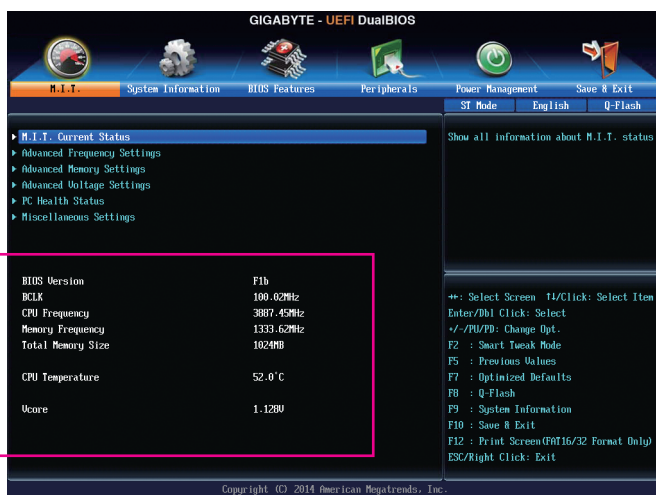 GIGABYTE - UEFI DualBIOS
M.I.T. System Information BIOS Features Peripherals Power Management Save & Exit
ST Mode English Q-Flash
M.I.T. Current Status
Advanced Frequency Settings
Advanced Memory Settings
Advanced Voltage Settings
PC Health Status
Miscellaneous Settings
BIOS Version F1b
BCLK 100.02MHz
CPU Frequency 3887.45MHz
Memory Frequency 1333.62MHz
Total Memory Size 1024MB
CPU Temperature 52.0°C
Vcore 1.128V
Show all information about M.I.T. status
→←: Select Screen ↑↓/Click: Select Item
Enter/Dbl Click: Select
+/-/PU/PD: Change Opt.
F2 : Smart Tweak Mode
F5 : Previous Values
F7 : Optimized Defaults
F8 : Q-Flash
F9 : System Information
F10 : Save & Exit
F12 : Print Screen(FAT16/32 Format Only)
ESC/Right Click: Exit
Copyright (C) 2014 American Megatrends, Inc.